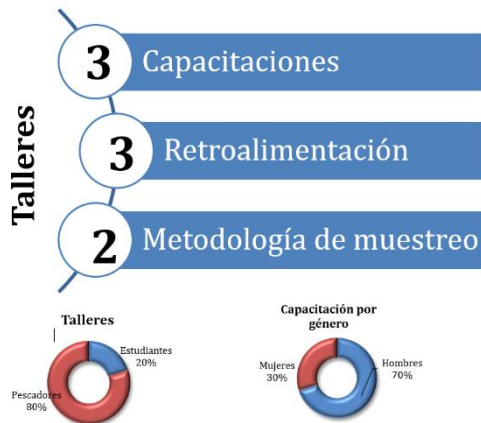 Talleres
3 Capacitaciones
3 Retroalimentación
2 Metodología de muestreo
Talleres
Estudiantes
20%
Pescadores
80%
Capacitación por
género
Mujeres
30%
Hombres
70%